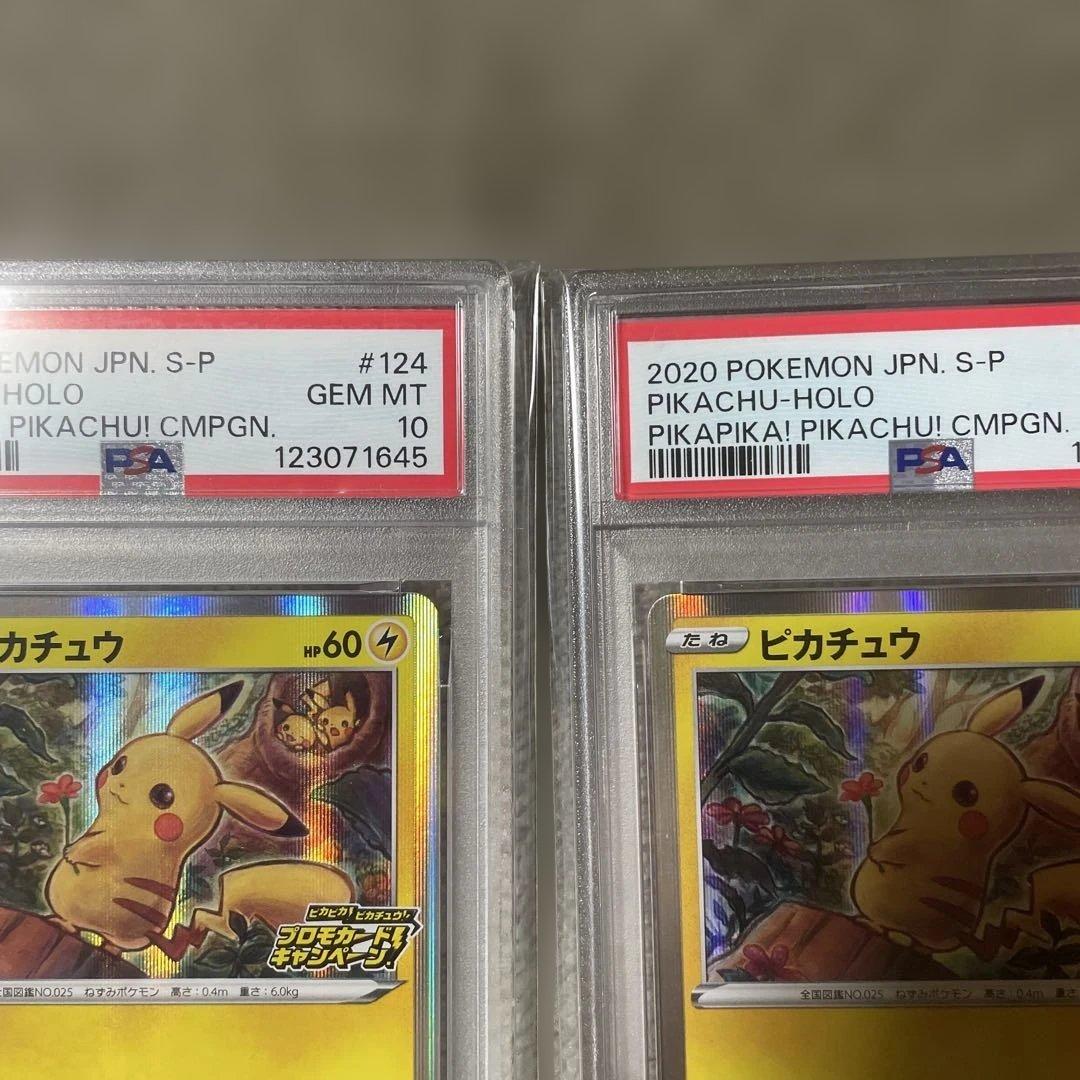 EMON JPN. S-P #124
HOLO GEM MT
PIKACHU! CMPGN. 10
PSA 123071645
カチュウ HP60
ピカピカ! ピカチュウ!
プロモカード
キャンペーン!
全国図鑑NO.025 ねずみポケモン 高さ:0.4m 重さ:6.0kg
2020 POKEMON JPN. S-P
PIKACHU-HOLO
PIKAPIKA! PIKACHU! CMPGN.
PSA 1
たね ピカチュウ
全国図鑑NO.025 ねずみポケモン 高さ:0.4m 重さ